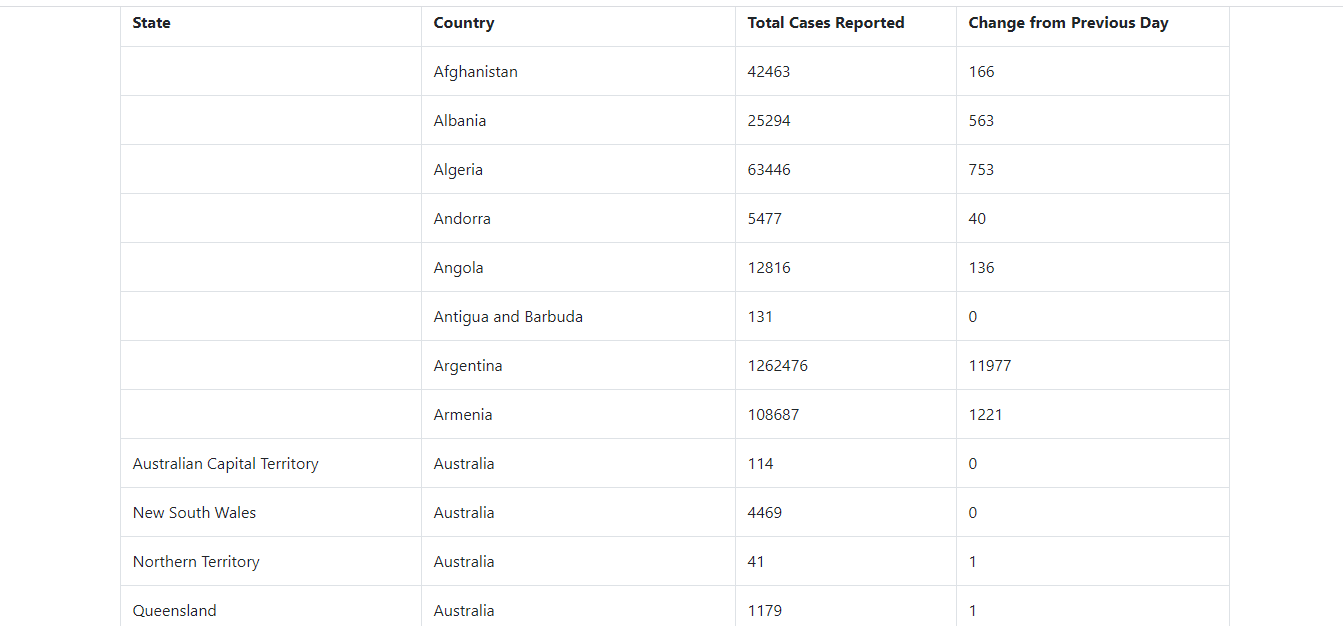 State Country Total Cases Reported Change from Previous Day
Afghanistan 42463 166
Albania 25294 563
Algeria 63446 753
Andorra 5477 40
Angola 12816 136
Antigua and Barbuda 131 0
Argentina 1262476 11977
Armenia 108687 1221
Australian Capital Territory Australia 114 0
New South Wales Australia 4469 0
Northern Territory Australia 41 1
Queensland Australia 1179 1